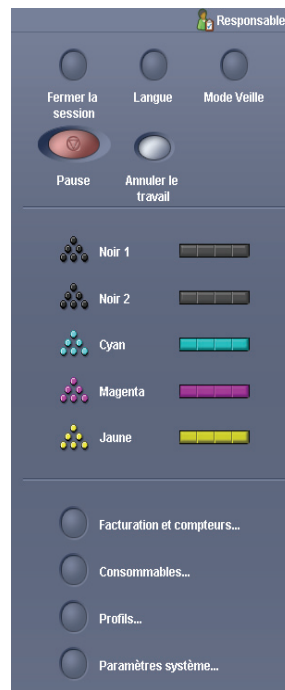 Responsable
Fermer la
session
Langue
Mode Veille
Pause
Annuler le
travail
Noir 1
Noir 2
Cyan
Magenta
Jaune
Facturation et compteurs...
Consommables...
Profils...
Paramètres système...